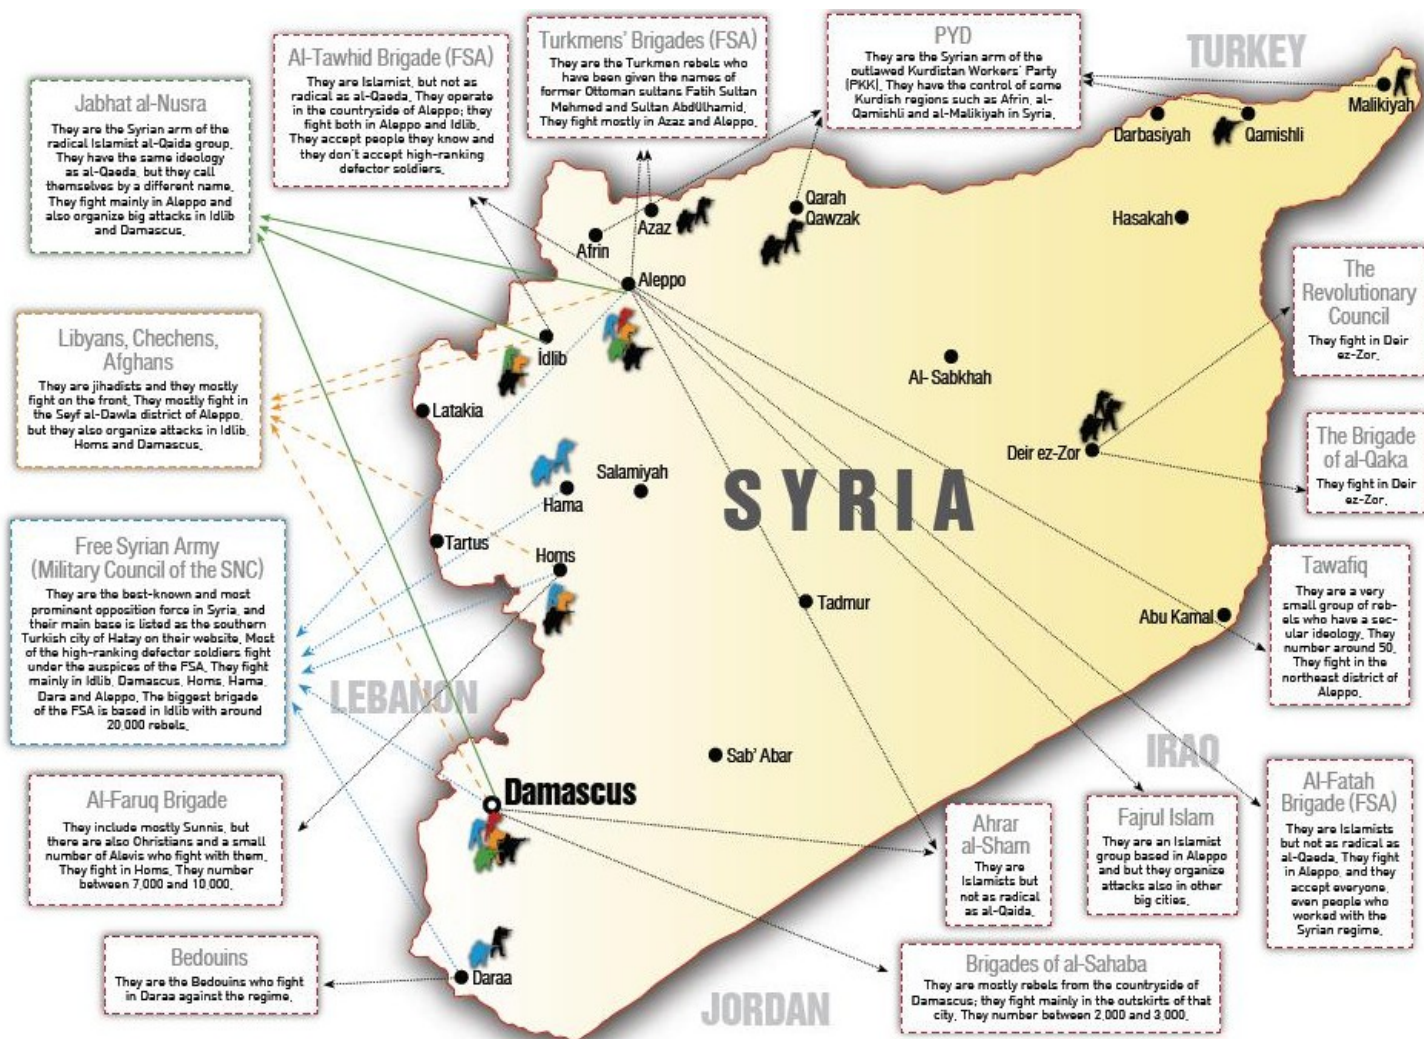 Jabhat al-Nusra
They are the Syrian arm of the
radical Islamist al-Qaida group.
They have the same ideology
as al-Qaeda, but they call
themselves by a different name.
They fight mainly in Aleppo and
also organize big attacks in Idlib
and Damascus.
Al-Tawhid Brigade (FSA)
They are Islamist, but not as
radical as al-Qaeda. They operate
in the countryside of Aleppo; they
fight both in Aleppo and Idlib.
They accept people they know and
they don't accept high-ranking
defector soldiers.
Turkmens' Brigades (FSA)
They are the Turkmen rebels who
have been given the names of
former Ottoman sultans Fatih Sultan
Mehmed and Sultan Abdülhamid.
They fight mostly in Azaz and Aleppo.
PYD
They are the Syrian arm of the
outlawed Kurdistan Workers' Party
(PKK). They have the control of some
Kurdish regions such as Afrin, al-
Qamishli and al-Malikiyah in Syria.
TURKEY
Malikiyah
Darbasiyah
Qamishli
Hasakah
Qarah
Qawzak
Azaz
Afrin
Aleppo
İdlib
Al- Sabkhah
Latakia
Deir ez-Zor
Salamiyah
Hama
SYRIA
Tartus
Homs
Tadmur
Abu Kamal
LEBANON
IRAQ
Sab' Abar
Damascus
Daraa
JORDAN
Libyans, Chechens,
Afghans
They are jihadists and they mostly
fight on the front. They mostly fight in
the Seyf al-Dawla district of Aleppo,
but they also organize attacks in Idlib,
Homs and Damascus.
Free Syrian Army
(Military Council of the SNC)
They are the best-known and most
prominent opposition force in Syria, and
their main base is listed as the southern
Turkish city of Hatay on their website. Most
of the high-ranking defector soldiers fight
under the auspices of the FSA. They fight
mainly in Idlib, Damascus, Homs, Hama,
Dara and Aleppo. The biggest brigade
of the FSA is based in Idlib with around
20,000 rebels.
Al-Faruq Brigade
They include mostly Sunnis, but
there are also Ohristians and a small
number of Alevis who fight with them.
They fight in Homs. They number
between 7,000 and 10,000.
Bedouins
They are the Bedouins who fight
in Daraa against the regime.
The
Revolutionary
Council
They fight in Deir
ez-Zor.
The Brigade
of al-Qaka
They fight in Deir
ez-Zor.
Tawafiq
They are a very
small group of reb-
els who have a sec-
ular ideology. They
number around 50.
They fight in the
northeast district of
Aleppo.
Al-Fatah
Brigade (FSA)
They are Islamists
but not as radical as
al-Qaeda. They fight
in Aleppo, and they
accept everyone,
even people who
worked with the
Syrian regime.
Fajrul Islam
They are an Islamist
group based in Aleppo
and but they organize
attacks also in other
big cities.
Ahrar
al-Sham
They are
Islamists but
not as radical
as al-Qaida.
Brigades of al-Sahaba
They are mostly rebels from the countryside of
Damascus; they fight mainly in the outskirts of that
city. They number between 2,000 and 3,000.